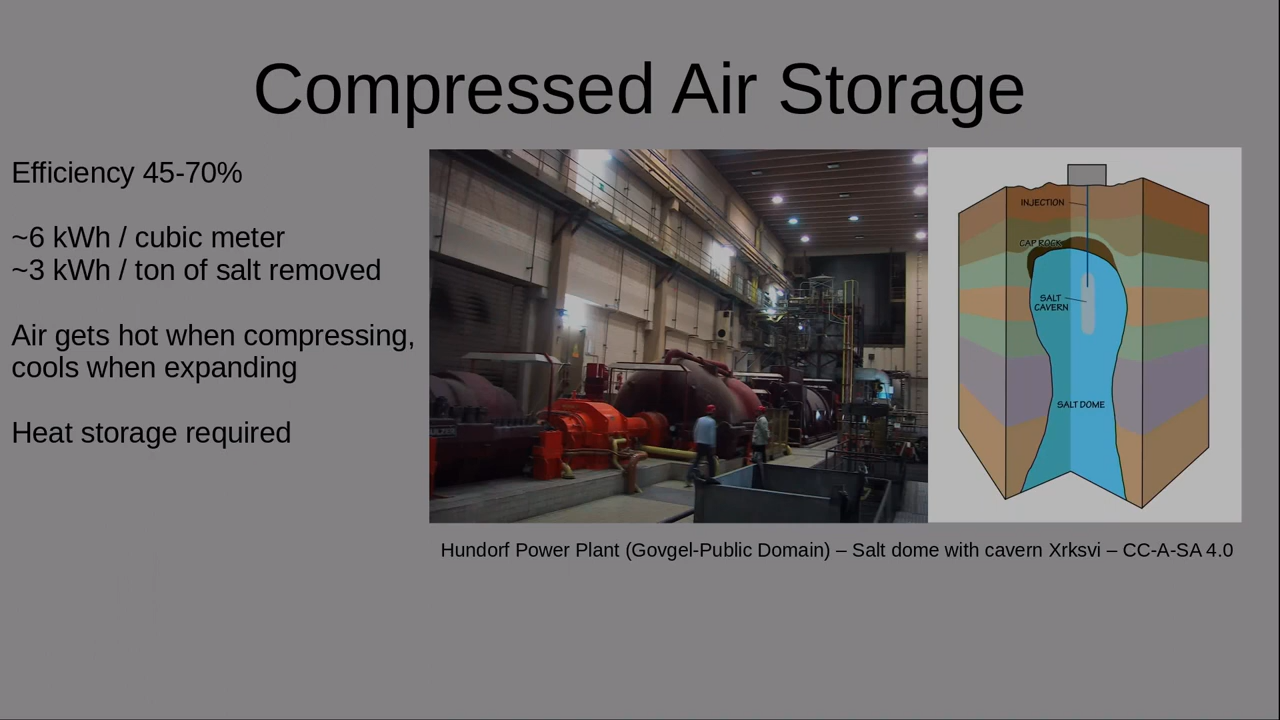 Compressed Air Storage
Efficiency 45-70%
~6 kWh / cubic meter
~3 kWh / ton of salt removed
Air gets hot when compressing,
cools when expanding
Heat storage required
INJECTION
CAP ROCK
SALT
CAVERN
SALT DOME
Hundorf Power Plant (Govgel-Public Domain) – Salt dome with cavern Xrksvi – CC-A-SA 4.0